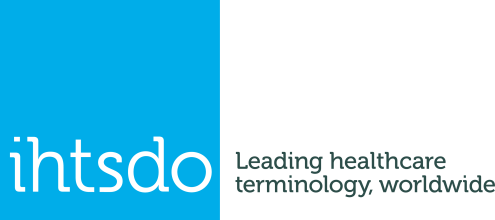 ihtsdo
Leading healthcare
terminology, worldwide